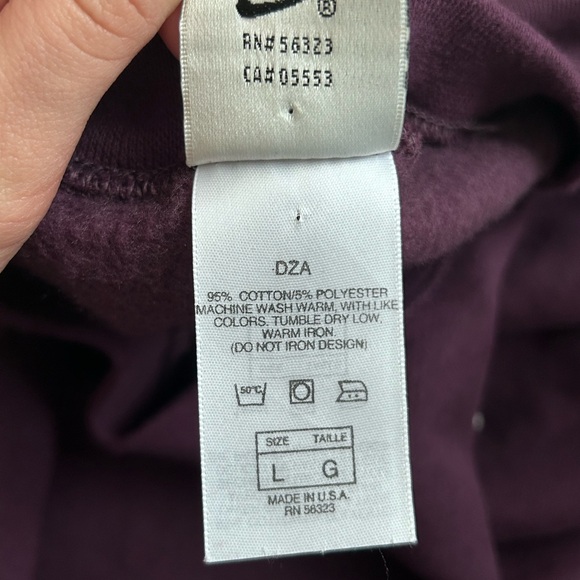 ®
RN# 56323
CA# 05553
DZA
95% COTTON/5% POLYESTER
MACHINE WASH WARM, WITH LIKE
COLORS. TUMBLE DRY LOW,
WARM IRON.
(DO NOT IRON DESIGN)
50°C
SIZE TAILLE
L G
MADE IN U.S.A.
RN 56323